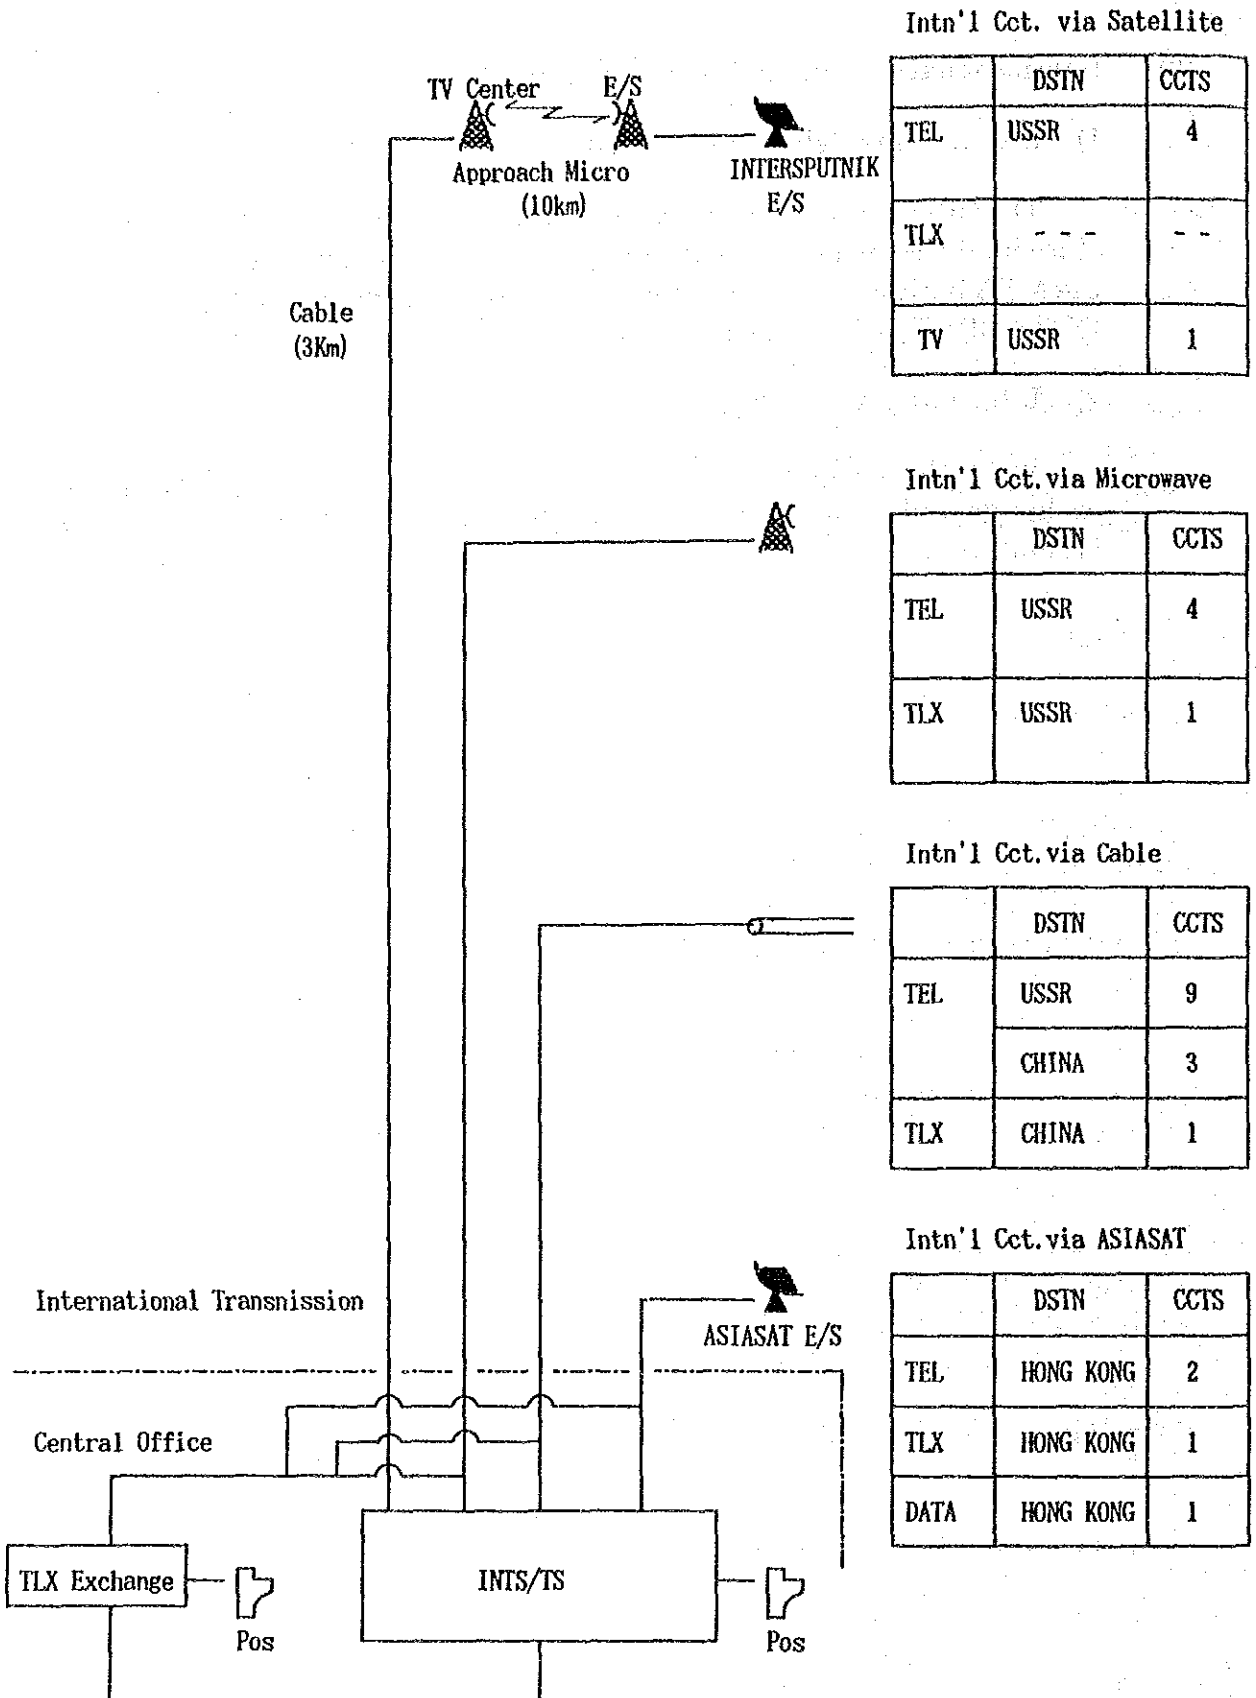 Intn'l Cct. via Satellite
DSTN CCTS
TEL USSR 4
TLX - - - - -
TV USSR 1
TV Center E/S
Approach Micro
(10km)
INTERSPUTNIK
E/S
Cable
(3Km)
Intn'l Cct.via Microwave
DSTN CCTS
TEL USSR 4
TLX USSR 1
Intn'l Cct.via Cable
DSTN CCTS
TEL USSR 9
CHINA 3
TLX CHINA 1
Intn'l Cct.via ASIASAT
DSTN CCTS
TEL HONG KONG 2
TLX HONG KONG 1
DATA HONG KONG 1
International Transnission
ASIASAT E/S
Central Office
TLX Exchange
Pos
INTS/TS
Pos